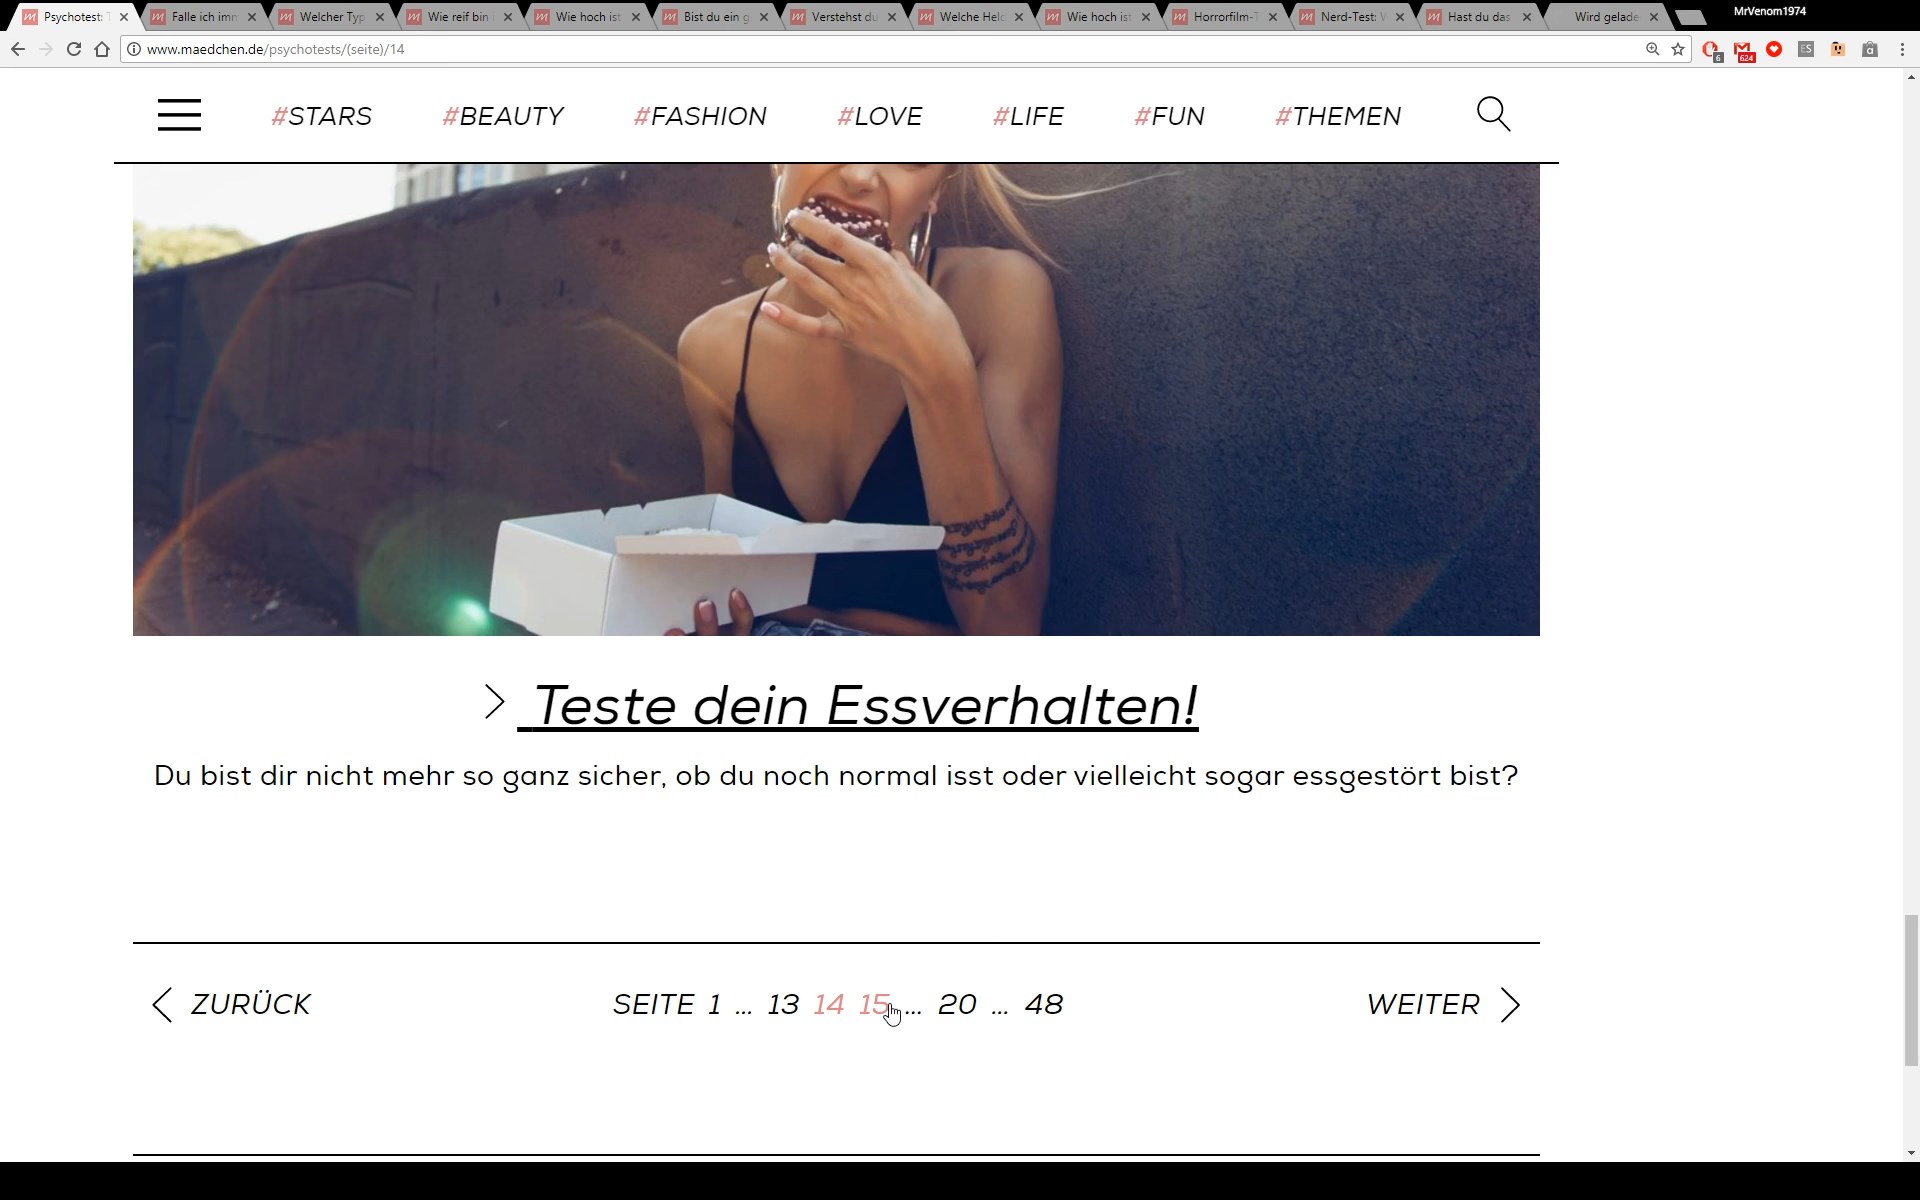 MrVenom1974
Psychotest: Falle ich imm Welcher Typ Wie reif bin Wie hoch ist Bist du ein g Verstehst du Welche Held Wie hoch ist Horrorfilm- Nerd-Test: Hast du das Wird gelade
www.maedchen.de/psychotests/(seite)/14
6 624 ES a
#STARS #BEAUTY #FASHION #LOVE #LIFE #FUN #THEMEN
Teste dein Essverhalten!
Du bist dir nicht mehr so ganz sicher, ob du noch normal isst oder vielleicht sogar essgestört bist?
ZURÜCK SEITE 1 ... 13 14 15 ... 20 ... 48 WEITER